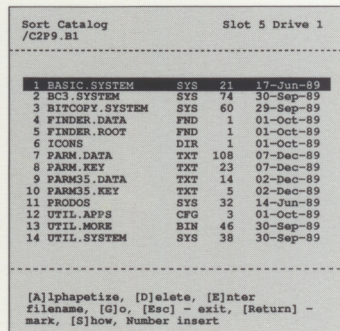 Sort Catalog Slot 5 Drive 1
/C2P9.B1
1 BASIC.SYSTEM SYS 21 17-Jun-89
2 BC3.SYSTEM SYS 74 30-Sep-89
3 BITCOPY.SYSTEM SYS 60 29-Sep-89
4 FINDER.DATA FND 1 01-Oct-89
5 FINDER.ROOT FND 1 01-Oct-89
6 ICONS DIR 1 01-Oct-89
7 PARM.DATA TXT 108 07-Dec-89
8 PARM.KEY TXT 23 07-Dec-89
9 PARM35.DATA TXT 14 02-Dec-89
10 PARM35.KEY TXT 5 02-Dec-89
11 PRODOS SYS 32 14-Jun-89
12 UTIL.APPS CFG 3 01-Oct-89
13 UTIL.MORE BIN 46 30-Sep-89
14 UTIL.SYSTEM SYS 38 30-Sep-89
[A]lphapetize, [D]elete, [E]nter
filename, [G]o, [Esc] - exit, [Return] -
mark, [S]how, Number insert